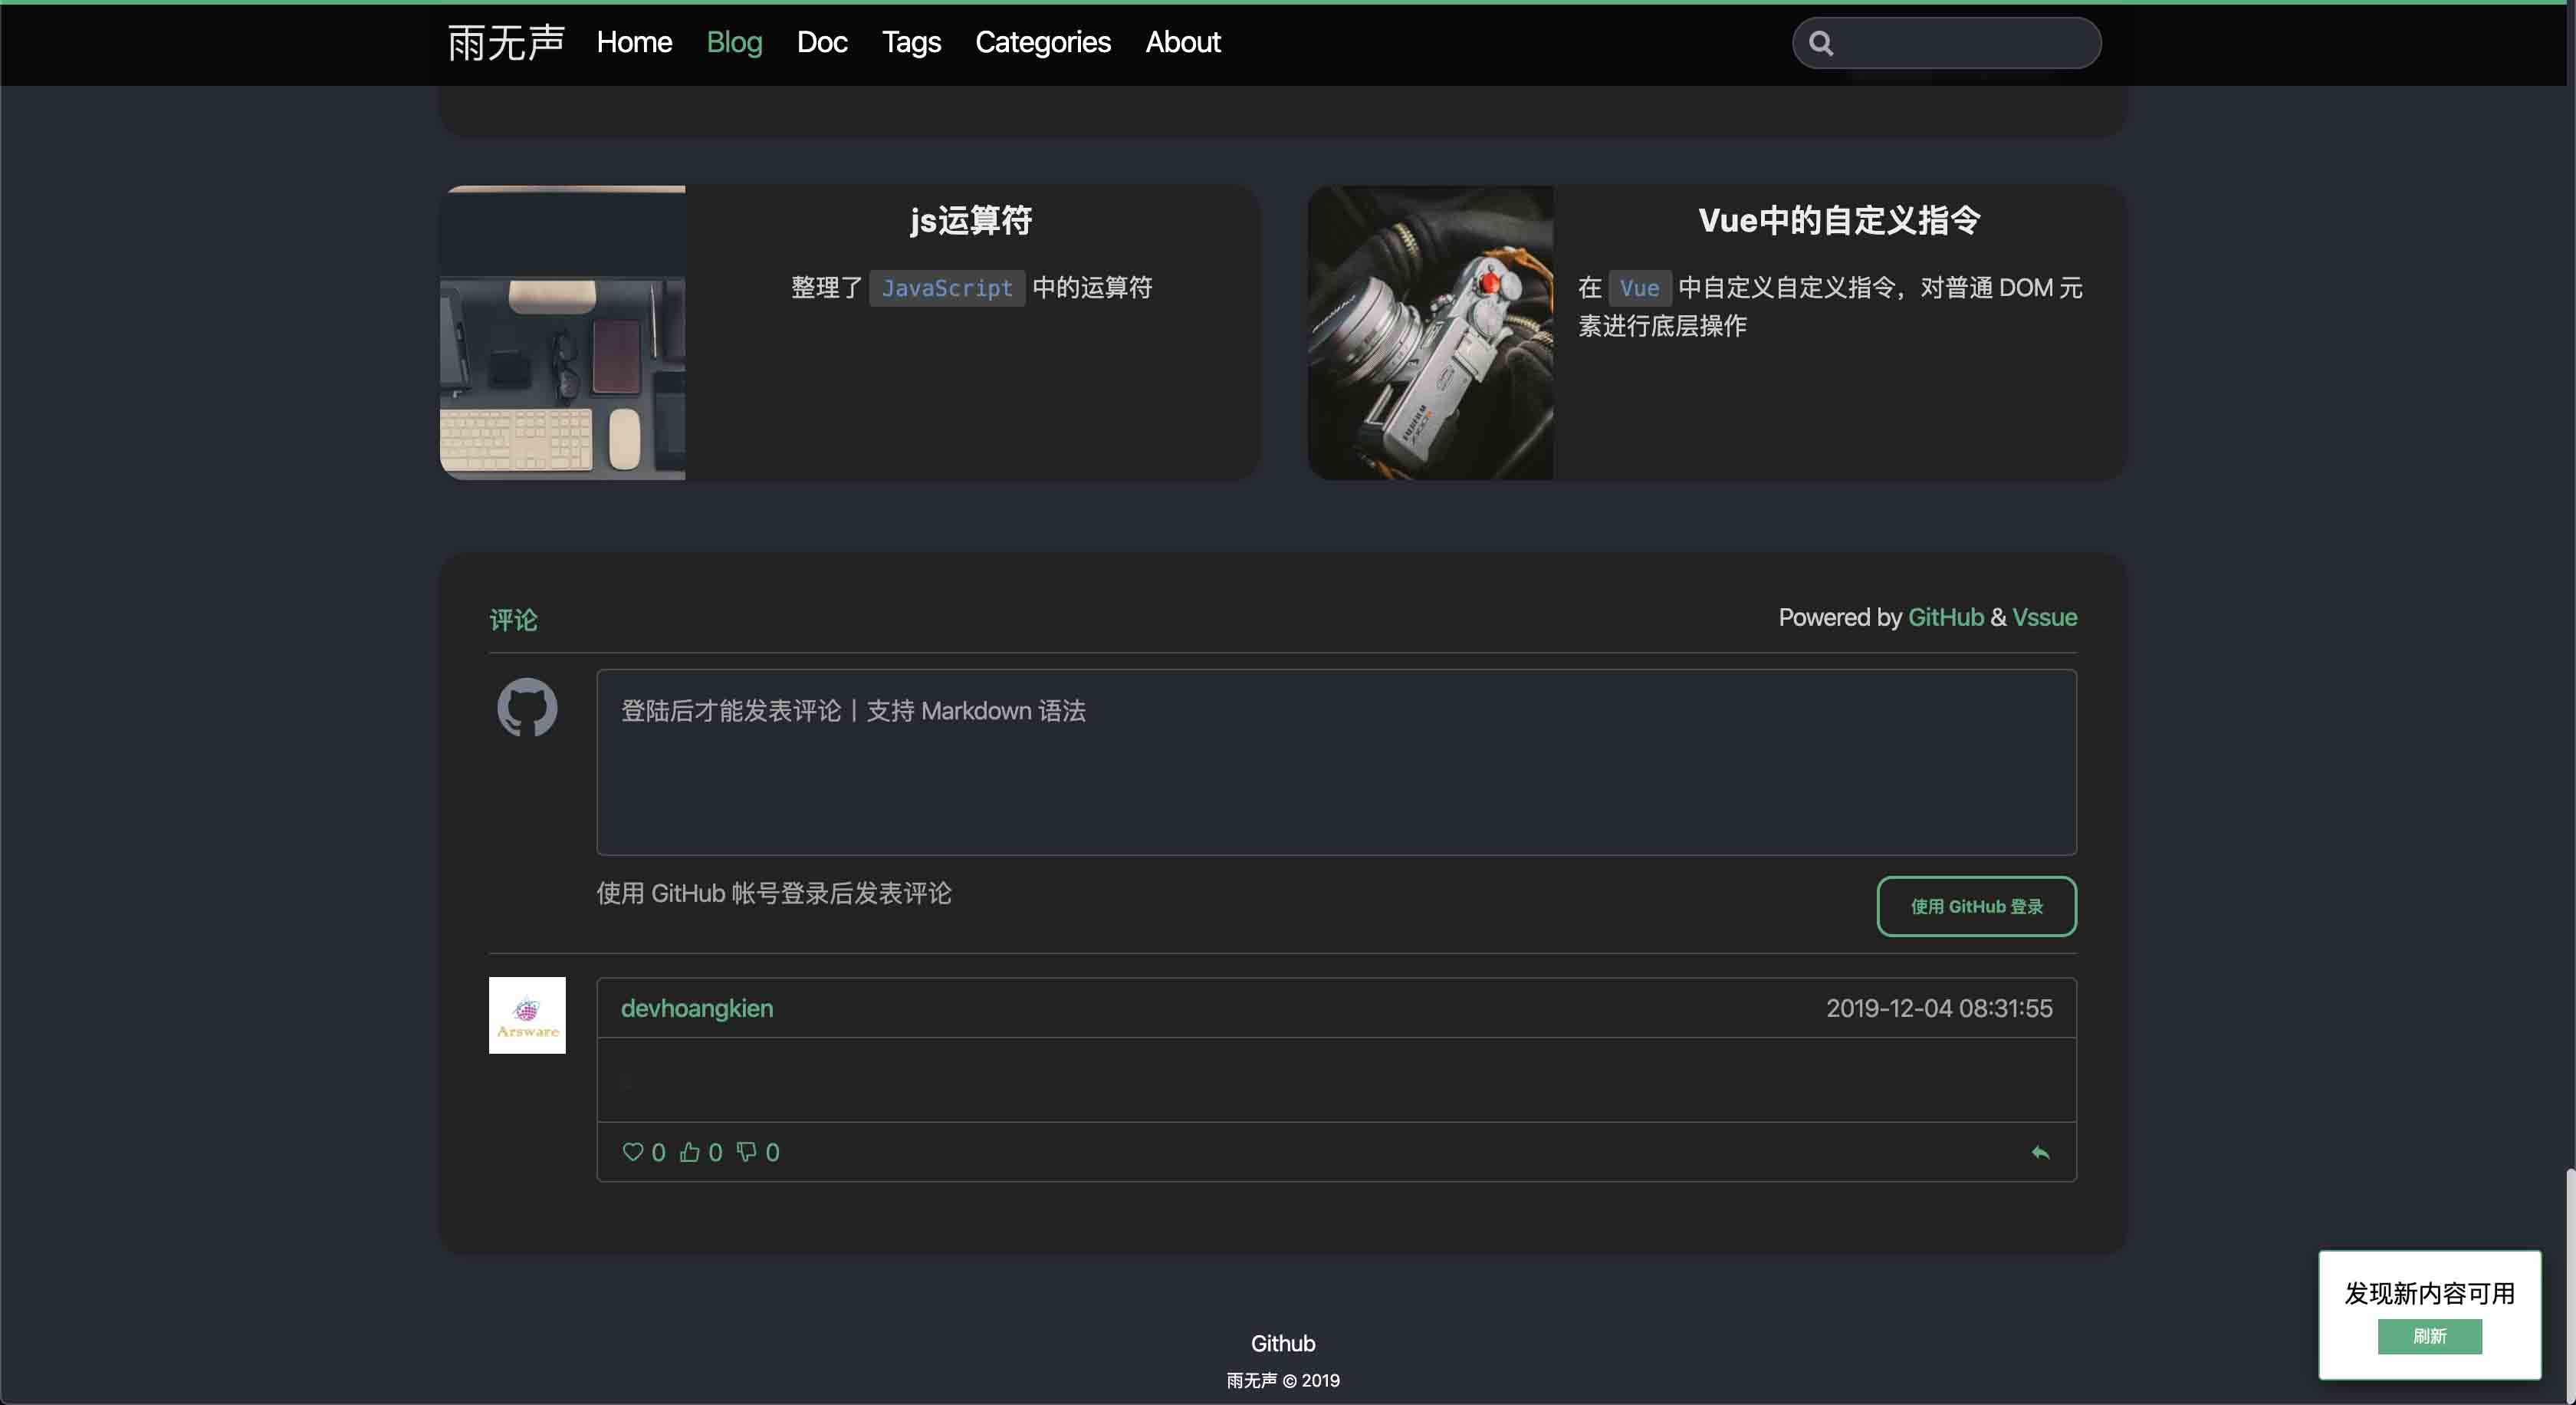 雨无声 Home Blog Doc Tags Categories About
js运算符
整理了 JavaScript 中的运算符
Vue中的自定义指令
在 Vue 中自定义自定义指令，对普通 DOM 元
素进行底层操作
FUJIFILM
评论
Powered by GitHub & Vssue
登陆后才能发表评论 | 支持 Markdown 语法
使用 GitHub 帐号登录后发表评论
使用 GitHub 登录
Arsware
devhoangkien
2019-12-04 08:31:55
0 0 0
发现新内容可用
刷新
Github
雨无声 © 2019